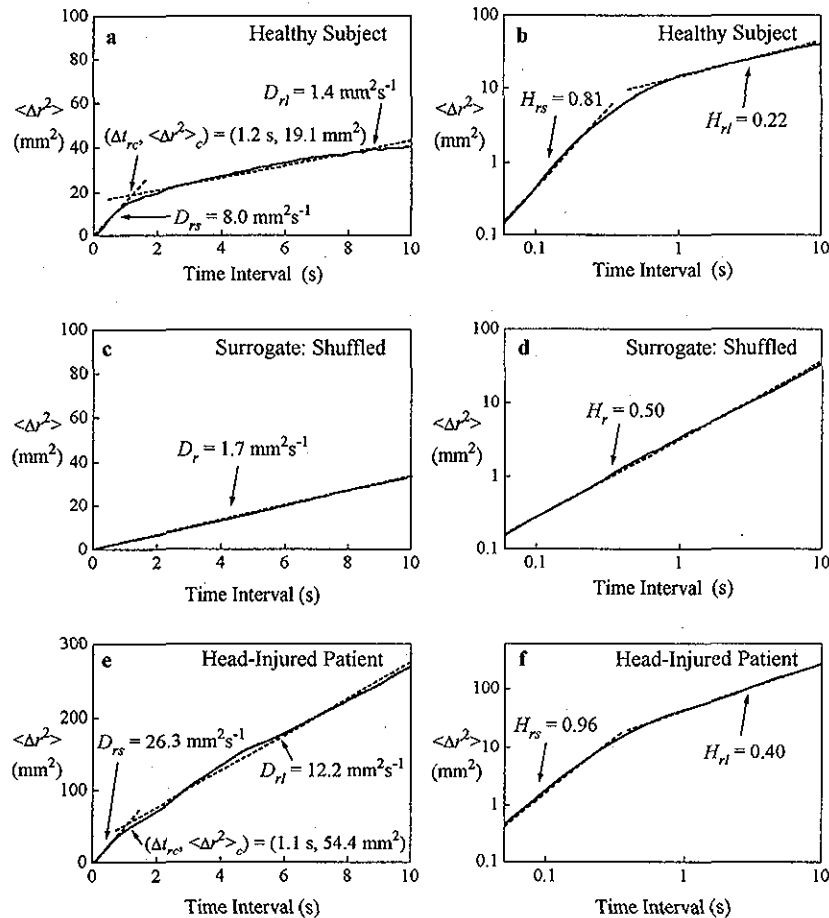 a Healthy Subject
<Δr²> (mm²)
100
80
60
40
20
0
D_rl = 1.4 mm²s⁻¹
(Δt_rc, <Δr²>_c) = (1.2 s, 19.1 mm²)
D_rs = 8.0 mm²s⁻¹
0 2 4 6 8 10
Time Interval (s)
b Healthy Subject
<Δr²> (mm²)
100
10
1
0.1
H_rs = 0.81
H_rl = 0.22
0.1 1 10
Time Interval (s)
c Surrogate: Shuffled
<Δr²> (mm²)
100
80
60
40
20
0
D_r = 1.7 mm²s⁻¹
0 2 4 6 8 10
Time Interval (s)
d Surrogate: Shuffled
<Δr²> (mm²)
100
10
1
0.1
H_r = 0.50
0.1 1 10
Time Interval (s)
e Head-Injured Patient
<Δr²> (mm²)
300
200
100
0
D_rs = 26.3 mm²s⁻¹
D_rl = 12.2 mm²s⁻¹
(Δt_rc, <Δr²>_c) = (1.1 s, 54.4 mm²)
0 2 4 6 8 10
Time Interval (s)
f Head-Injured Patient
<Δr²> (mm²)
100
10
1
0.1
H_rs = 0.96
H_rl = 0.40
0.1 1 10
Time Interval (s)